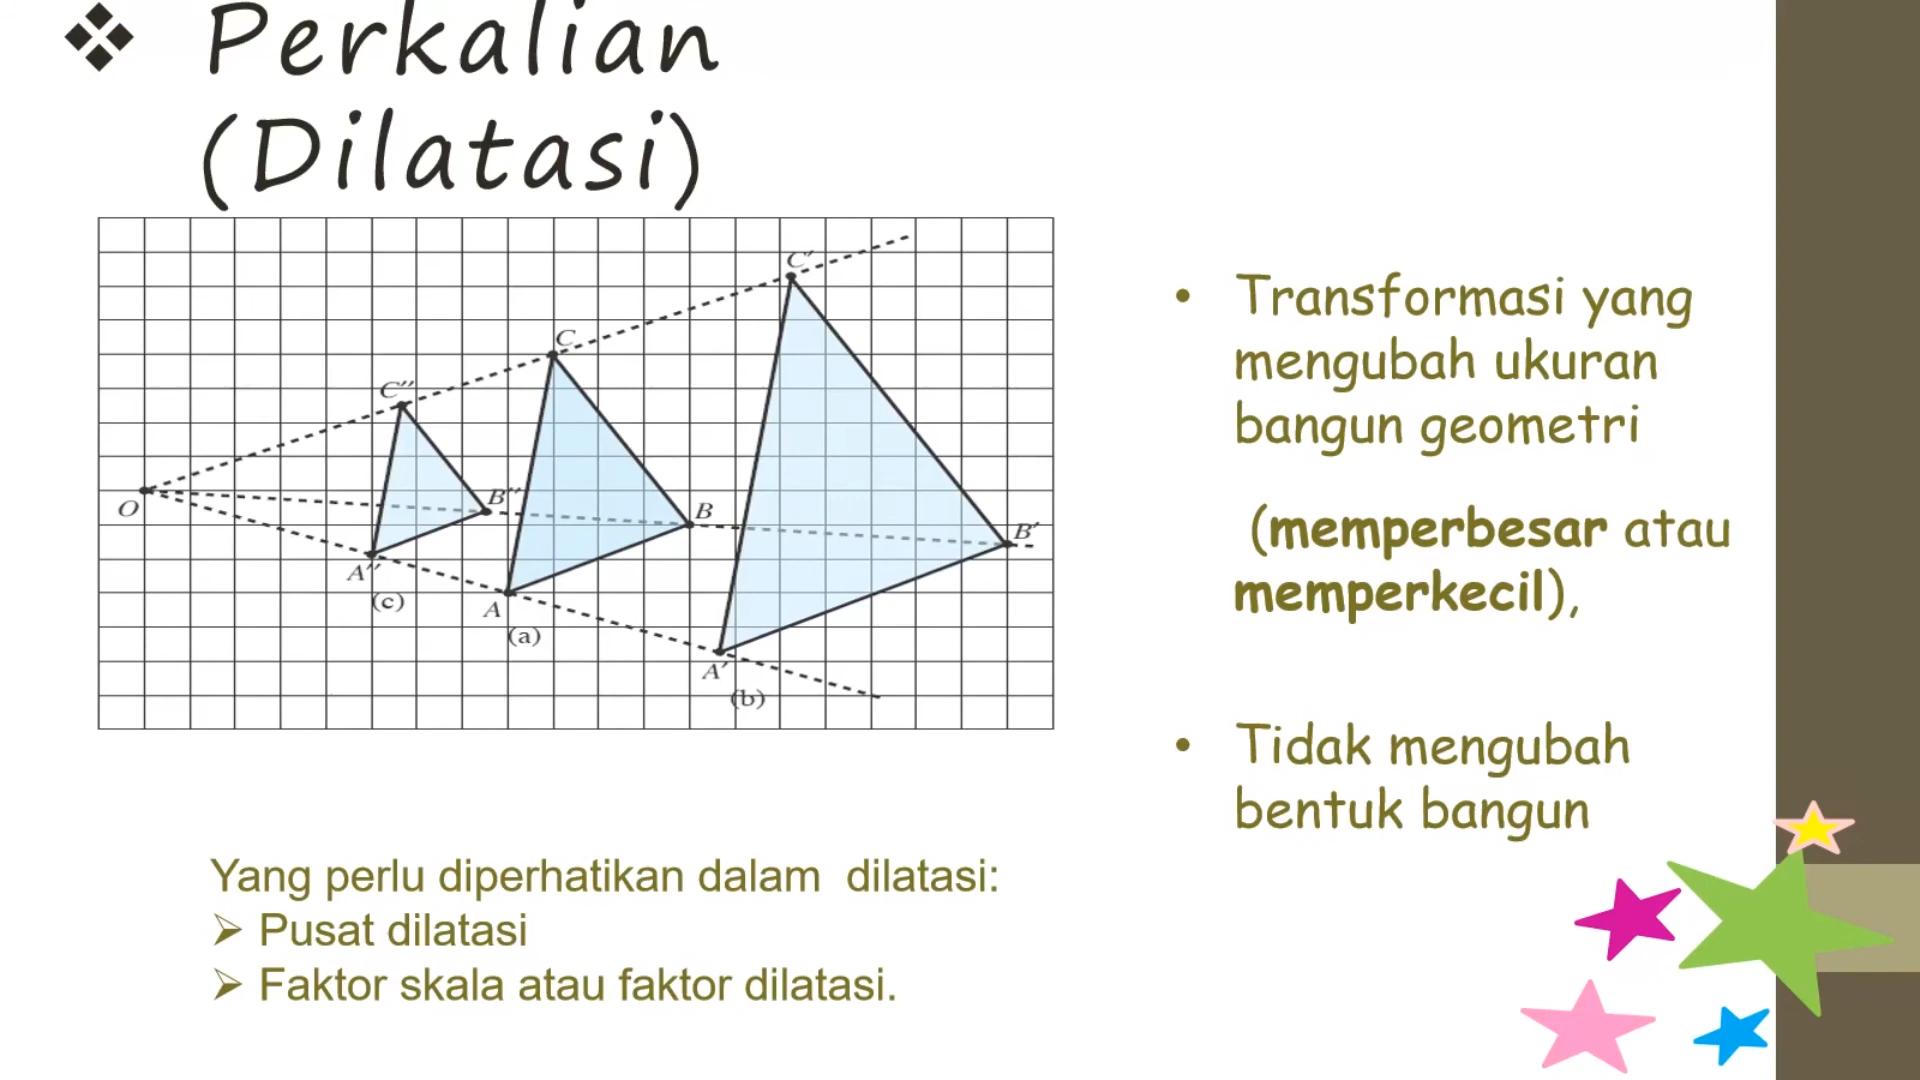 ❖ Perkalian
(Dilatasi)
C'
C
C"
O
B"
B
B'
A"
(c)
A
(a)
A'
(b)
• Transformasi yang
mengubah ukuran
bangun geometri
(memperbesar atau
memperkecil),
• Tidak mengubah
bentuk bangun
Yang perlu diperhatikan dalam dilatasi:
➢ Pusat dilatasi
➢ Faktor skala atau faktor dilatasi.